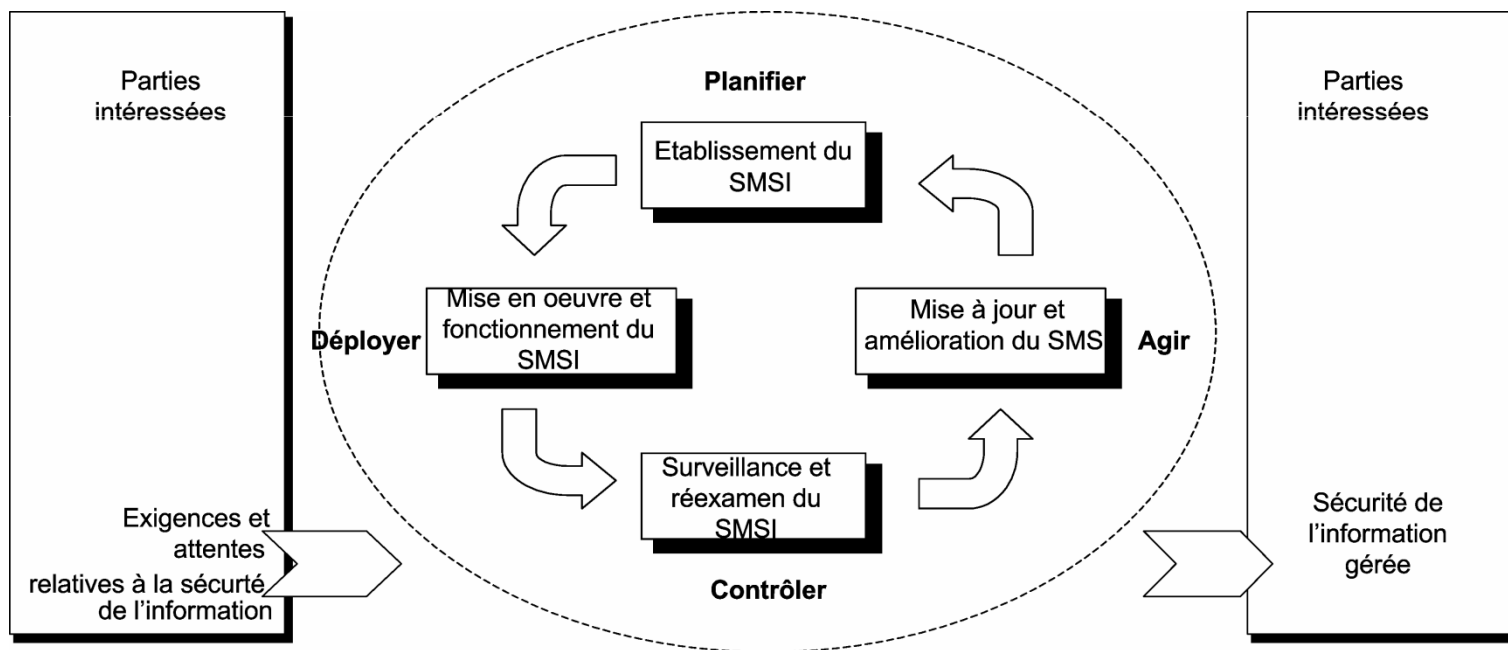 Parties
intéressées
Exigences et
attentes
relatives à la sécurté
de l'information
Planifier
Etablissement du
SMSI
Déployer
Mise en oeuvre et
fonctionnement du
SMSI
Surveillance et
réexamen du
SMSI
Contrôler
Mise à jour et
amélioration du SMS
Agir
Parties
intéressées
Sécurité de
l'information
gérée